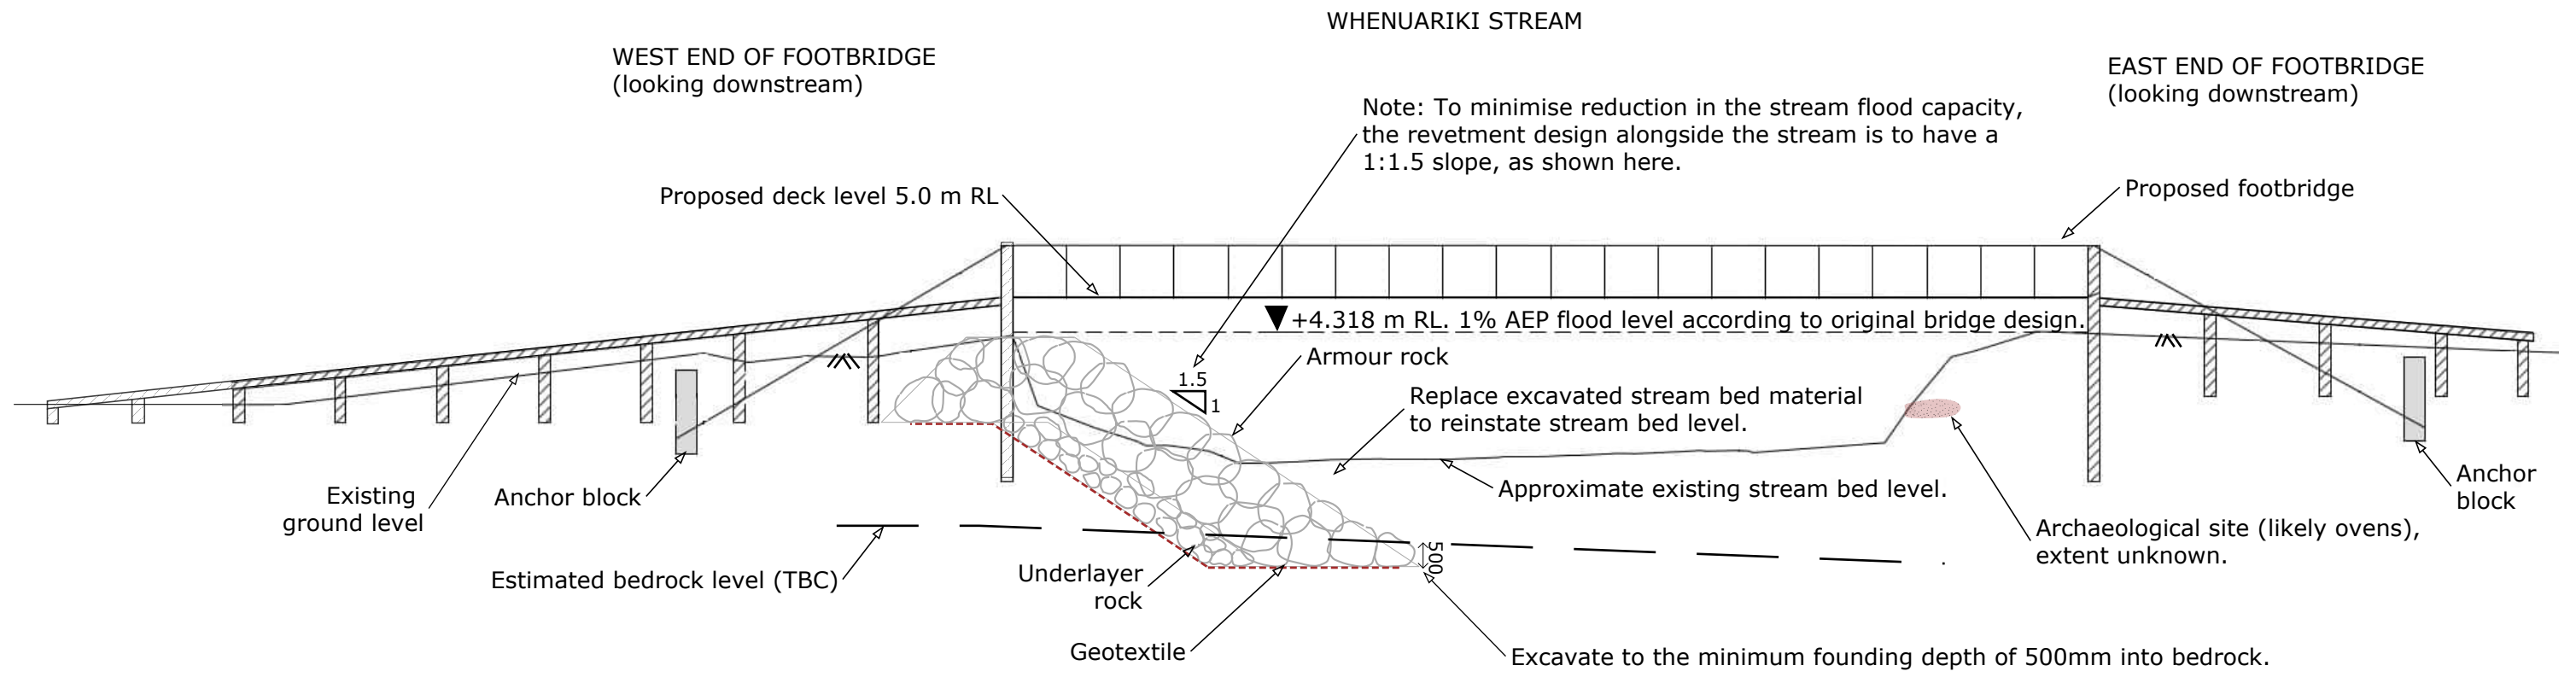 WHENUARIKI STREAM
WEST END OF FOOTBRIDGE
(looking downstream)
EAST END OF FOOTBRIDGE
(looking downstream)
Note: To minimise reduction in the stream flood capacity,
the revetment design alongside the stream is to have a
1:1.5 slope, as shown here.
Proposed deck level 5.0 m RL
Proposed footbridge
+4.318 m RL. 1% AEP flood level according to original bridge design.
Armour rock
1.5
1
Replace excavated stream bed material
to reinstate stream bed level.
Existing
ground level
Anchor block
Approximate existing stream bed level.
Anchor
block
Archaeological site (likely ovens),
extent unknown.
500
Estimated bedrock level (TBC)
Underlayer
rock
Geotextile
Excavate to the minimum founding depth of 500mm into bedrock.